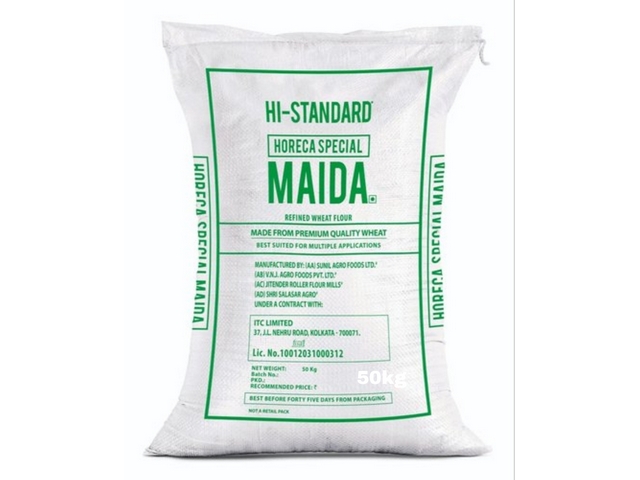 HI-STANDARD
HORECA SPECIAL
MAIDA
REFINED WHEAT FLOUR
MADE FROM PREMIUM QUALITY WHEAT
BEST SUITED FOR MULTIPLE APPLICATIONS
MANUFACTURED BY: (AA) SUNIL AGRO FOODS LTD.*
(AB) V.N.J. AGRO FOODS PVT. LTD.*
(AC) JITENDER ROLLER FLOUR MILLS*
(AD) SHRI SALASAR AGRO*
UNDER A CONTRACT WITH:
ITC LIMITED
37, J.L. NEHRU ROAD, KOLKATA - 700071.
fssai
Lic. No.10012031000312
NET WEIGHT: 50 Kg
Batch No.:
PKD.:
RECOMMENDED PRICE: ₹
50kg
BEST BEFORE FORTY FIVE DAYS FROM PACKAGING
NOT A RETAIL PACK
HORECA SPECIAL MAIDA
HORECA SPECIAL MAIDA